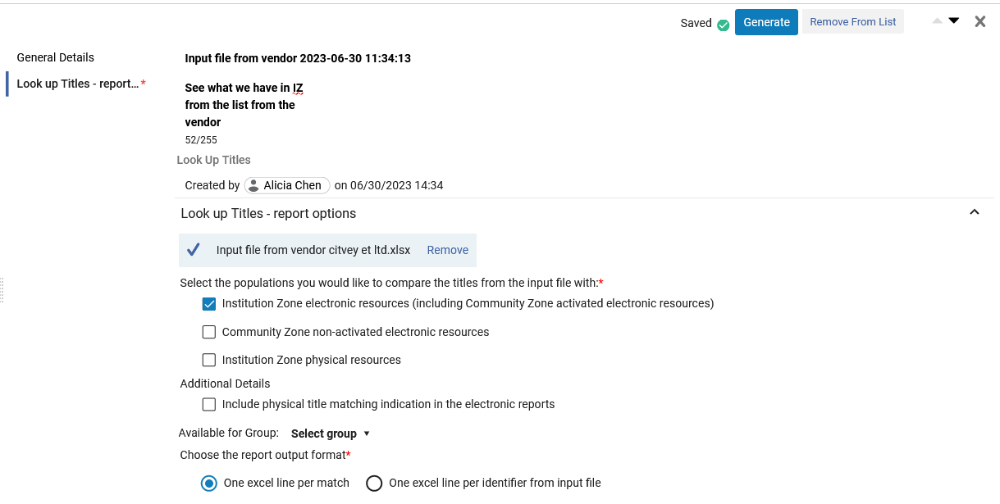 Saved Generate Remove From List
General Details
Look up Titles - report...*
Input file from vendor 2023-06-30 11:34:13
See what we have in IZ
from the list from the
vendor
52/255
Look Up Titles
Created by Alicia Chen on 06/30/2023 14:34
Look up Titles - report options
Input file from vendor citvey et ltd.xlsx Remove
Select the populations you would like to compare the titles from the input file with:*
Institution Zone electronic resources (including Community Zone activated electronic resources)
Community Zone non-activated electronic resources
Institution Zone physical resources
Additional Details
Include physical title matching indication in the electronic reports
Available for Group: Select group
Choose the report output format*
One excel line per match One excel line per identifier from input file